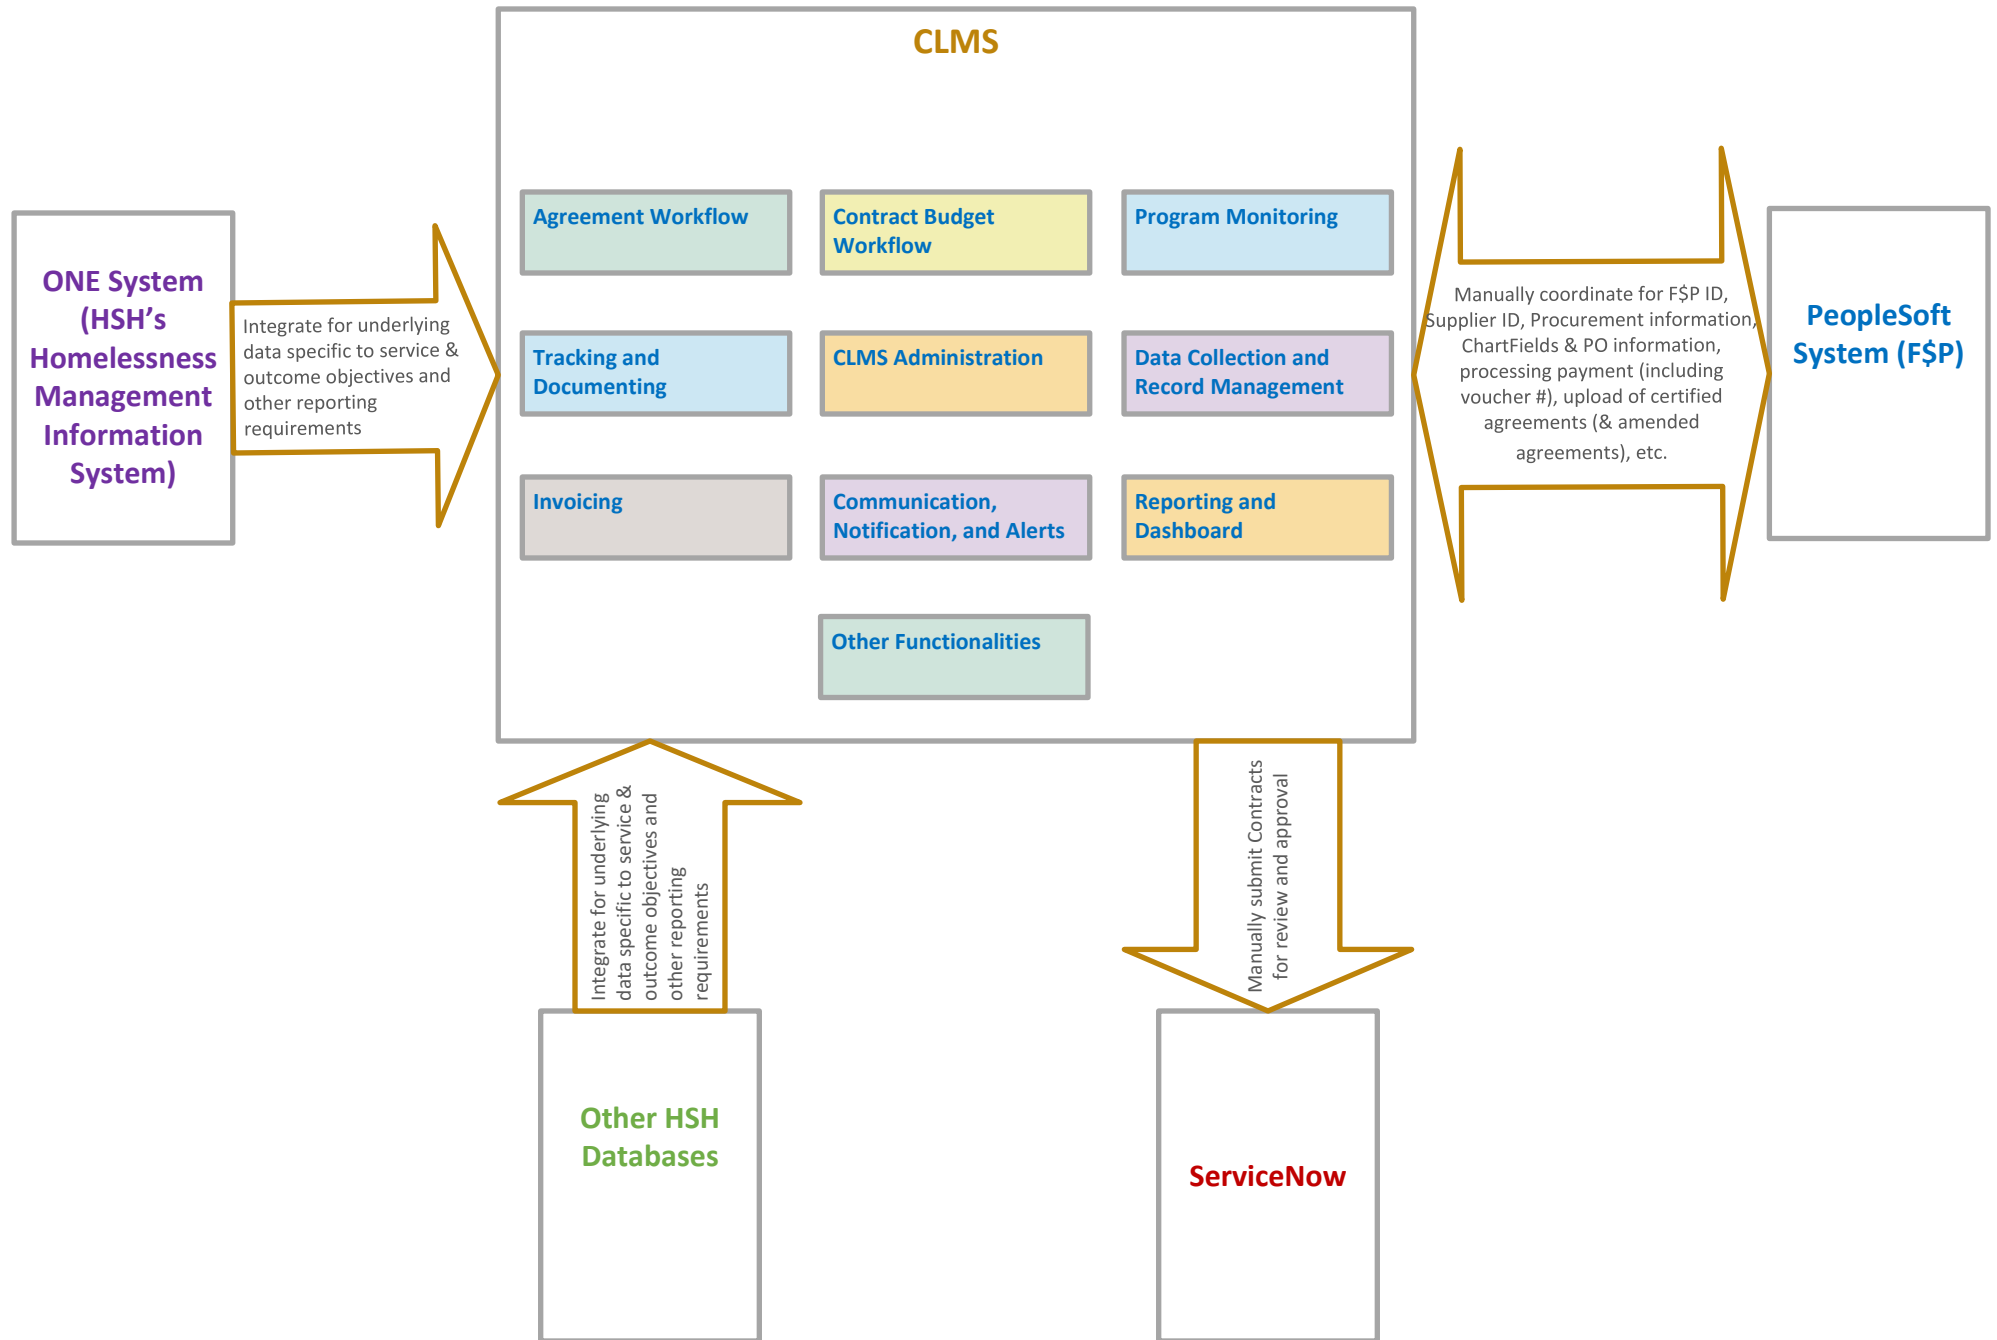 CLMS
Agreement Workflow
Contract Budget
Workflow
Program Monitoring
ONE System
(HSH’s
Homelessness
Management
Information
System)
Integrate for underlying
data specific to service &
outcome objectives and
other reporting
requirements
Tracking and
Documenting
CLMS Administration
Data Collection and
Record Management
Manually coordinate for F$P ID,
Supplier ID, Procurement information,
ChartFields & PO information,
processing payment (including
voucher #), upload of certified
agreements (& amended
agreements), etc.
PeopleSoft
System (F$P)
Invoicing
Communication,
Notification, and Alerts
Reporting and
Dashboard
Other Functionalities
Integrate for underlying
data specific to service &
outcome objectives and
other reporting
requirements
Manually submit Contracts
for review and approval
Other HSH
Databases
ServiceNow